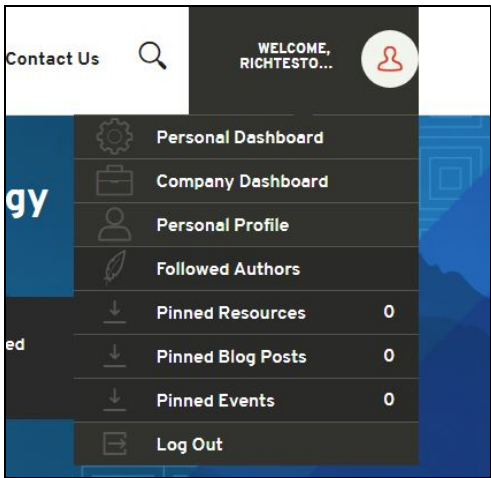 Contact Us
WELCOME,
RICHTESTO...
Personal Dashboard
Company Dashboard
gy
Personal Profile
Followed Authors
Pinned Resources 0
ed
Pinned Blog Posts 0
Pinned Events 0
Log Out